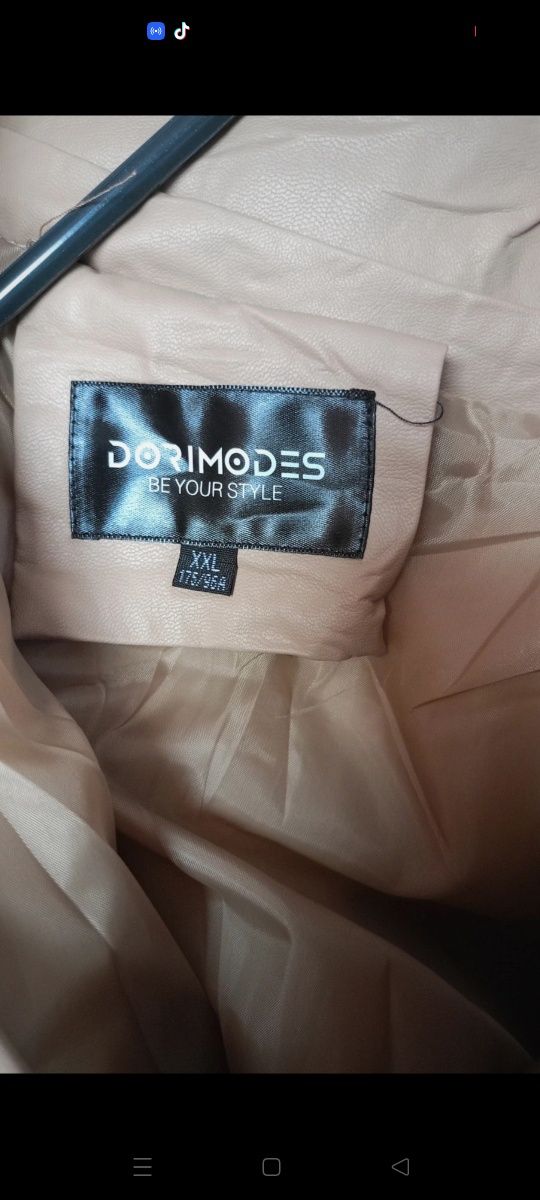 DORIMODES
BE YOUR STYLE
XXL
175/96A